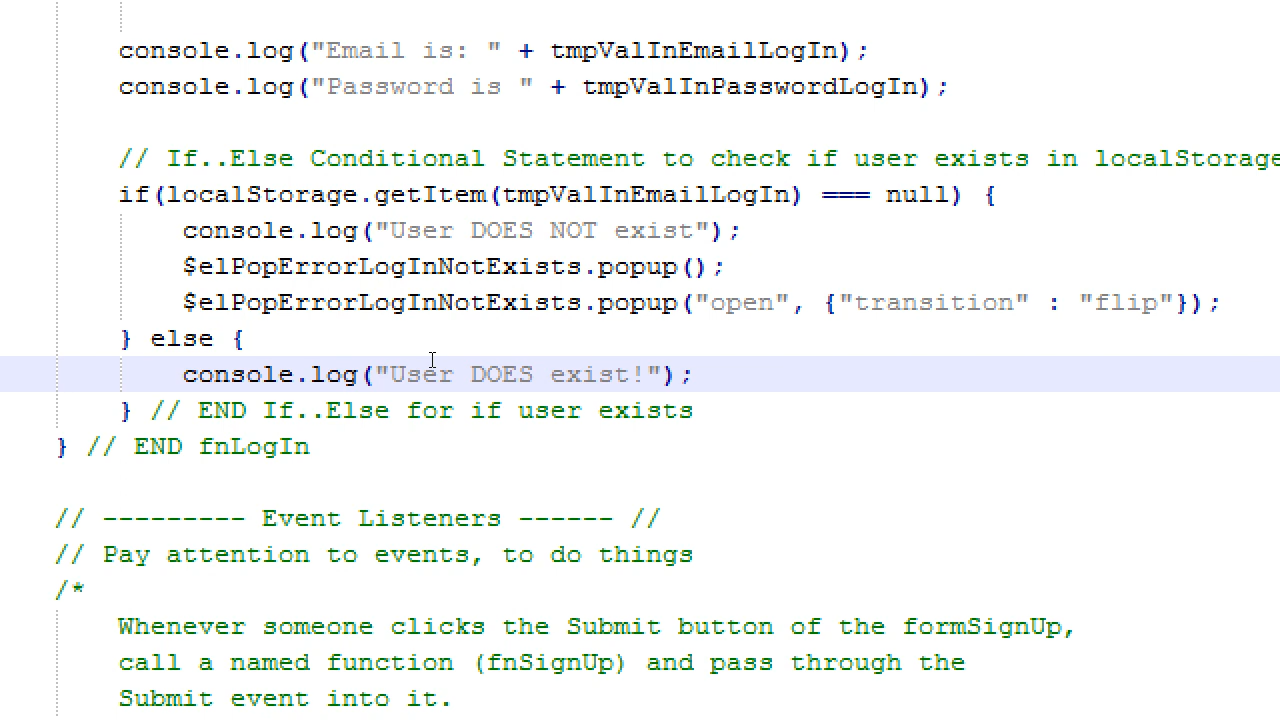 console.log("Email is: " + tmpValInEmailLogIn);
console.log("Password is " + tmpValInPasswordLogIn);
// If..Else Conditional Statement to check if user exists in localStorage
if(localStorage.getItem(tmpValInEmailLogIn) === null) {
console.log("User DOES NOT exist");
$elPopErrorLogInNotExists.popup();
$elPopErrorLogInNotExists.popup("open", {"transition" : "flip"});
} else {
console.log("User DOES exist!");
} // END If..Else for if user exists
} // END fnLogIn
// --------- Event Listeners ------ //
// Pay attention to events, to do things
/*
Whenever someone clicks the Submit button of the formSignUp,
call a named function (fnSignUp) and pass through the
Submit event into it.